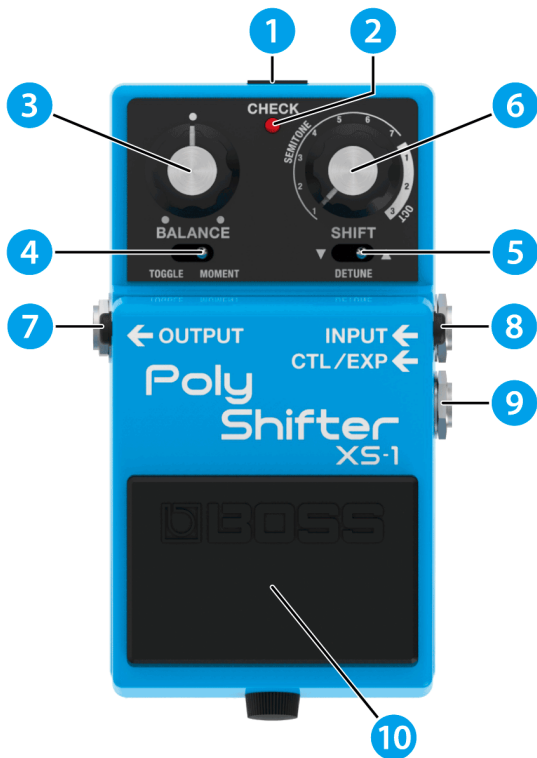 1
2
3
CHECK
6
SEMITONE
1 2 3 4 5 6 7
1 2 3
OCT
BALANCE
SHIFT
4
TOGGLE MOMENT
▼ ▲
DETUNE
5
7
← OUTPUT
INPUT ←
8
CTL/EXP ←
9
Poly
Shifter
XS-1
BOSS
10